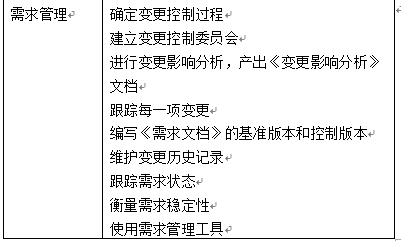 需求管理
确定变更控制过程
建立变更控制委员会
进行变更影响分析，产出《变更影响分析》
文档
跟踪每一项变更
编写《需求文档》的基准版本和控制版本
维护变更历史记录
跟踪需求状态
衡量需求稳定性
使用需求管理工具